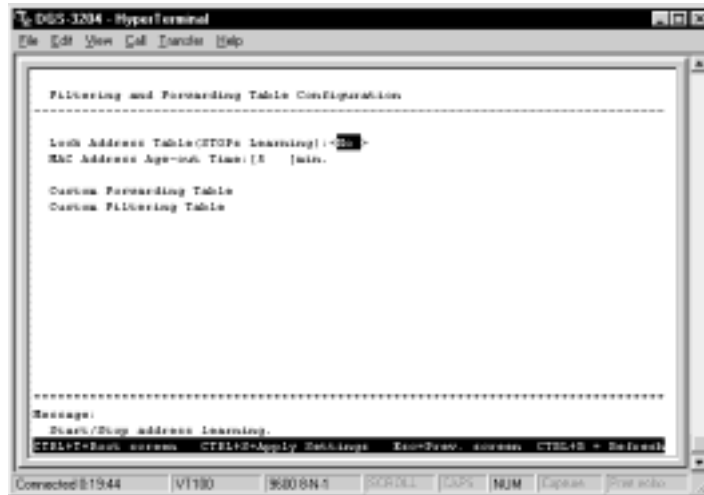 DGS-3204 - HyperTerminal
File Edit View Call Transfer Help
Filtering and Forwarding Table Configuration
Lock Address Table(STOPs Learning):<No >
MAC Address Age-out Time:[5 ]min.
Custom Forwarding Table
Custom Filtering Table
Message:
Start/Stop address learning.
CTRL+T=Root screen CTRL+S=Apply Settings Esc=Prev. screen CTRL+R = Refresh
Connected 0:19:44 VT100 9600 8-N-1 SCROLL CAPS NUM Capture Print echo